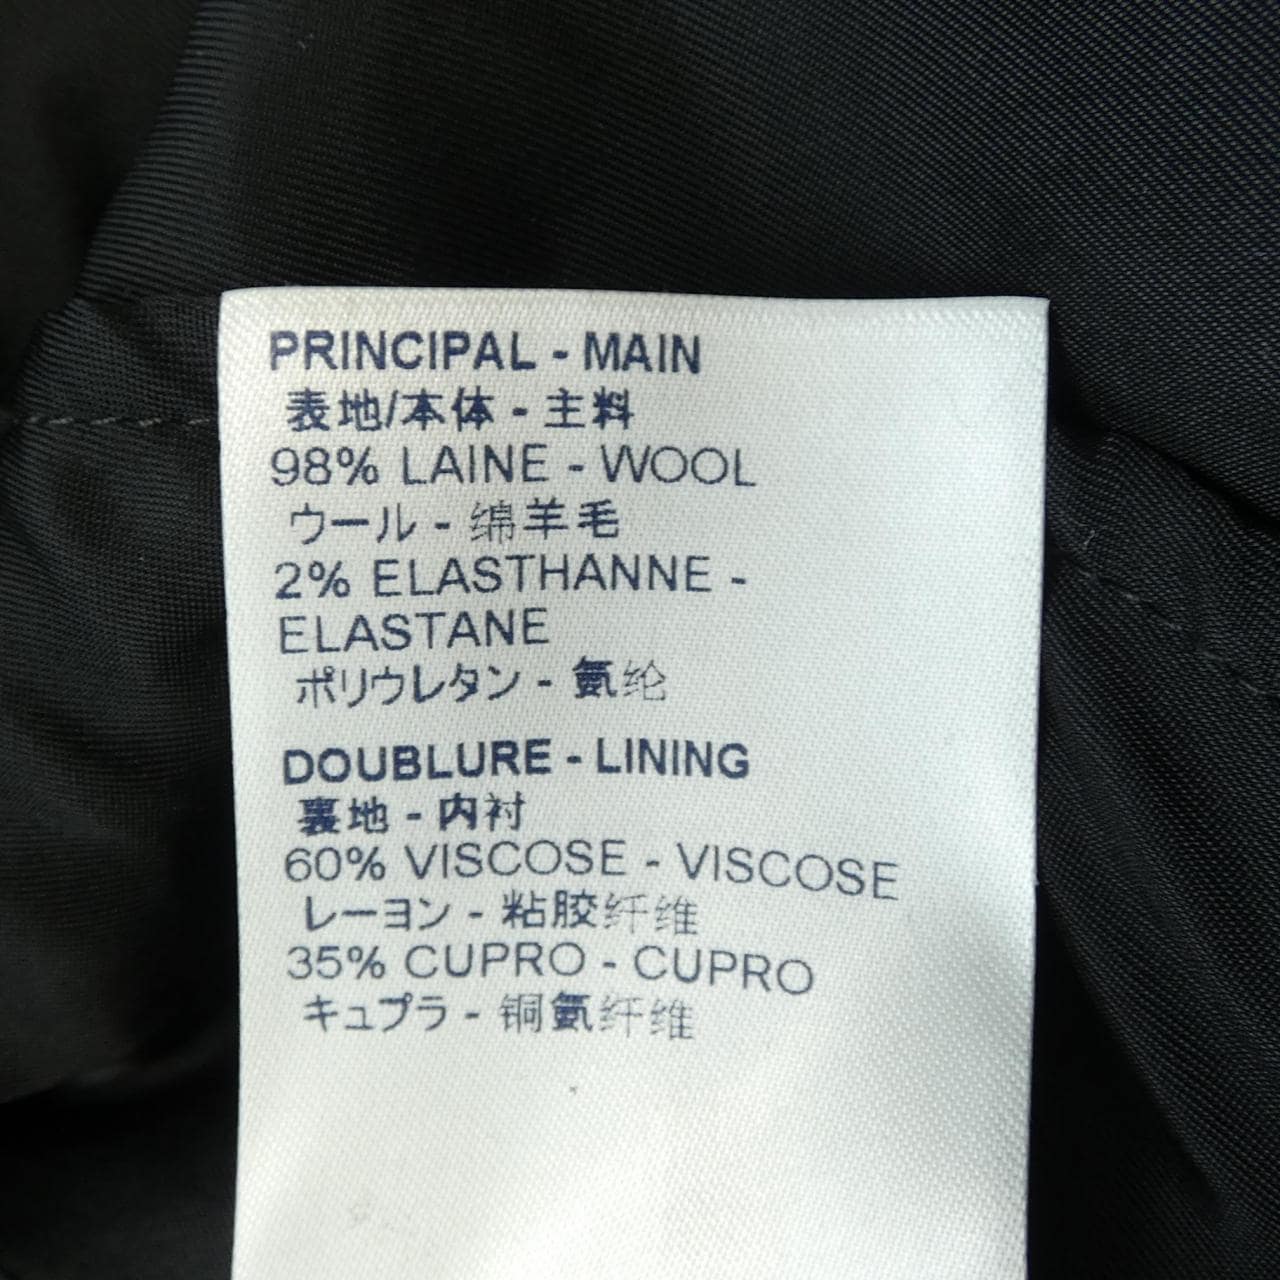 PRINCIPAL - MAIN
表地/本体 - 主料
98% LAINE - WOOL
ウール - 绵羊毛
2% ELASTHANNE -
ELASTANE
ポリウレタン - 氨纶
DOUBLURE - LINING
裏地 - 内衬
60% VISCOSE - VISCOSE
レーヨン - 粘胶纤维
35% CUPRO - CUPRO
キュプラ - 铜氨纤维